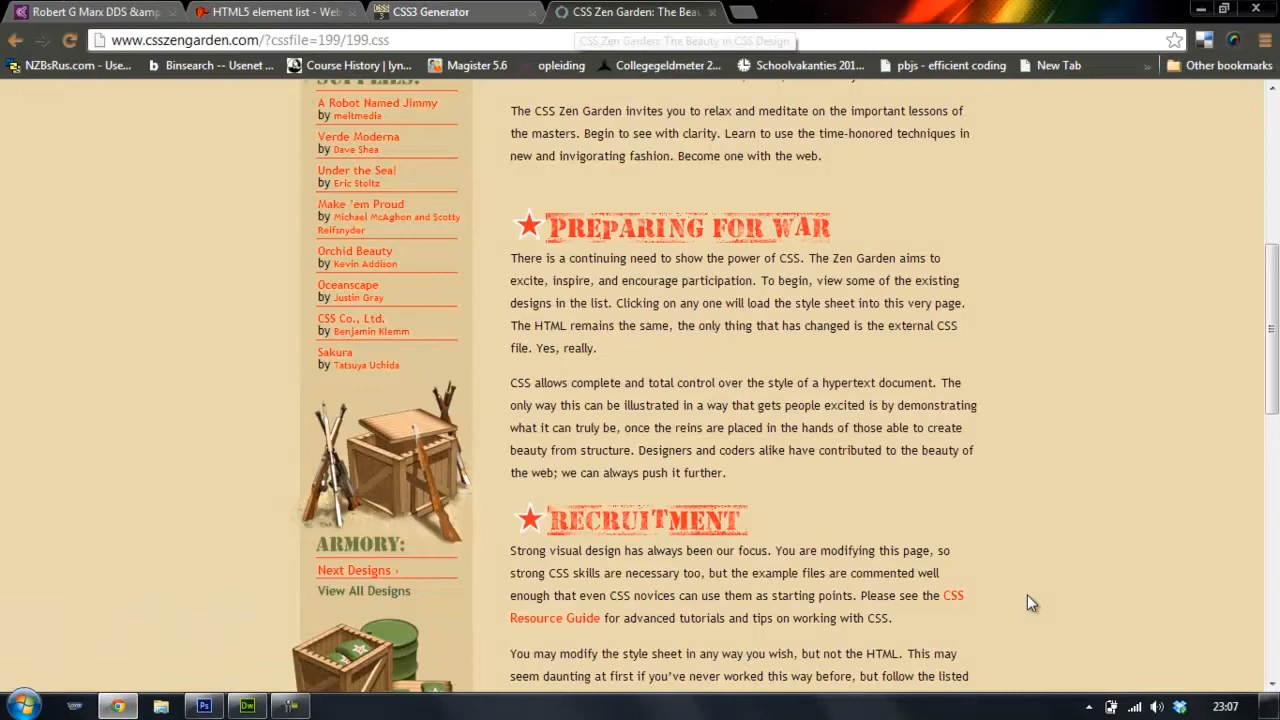 Robert G Marx DDS &amp
HTML5 element list - Web
CSS3 Generator
CSS Zen Garden: The Beau
www.csszengarden.com/?cssfile=199/199.css
CSS Zen Garden: The Beauty in CSS Design
NZBsRus.com - Use...
Binsearch -- Usenet ...
Course History | lyn...
Magister 5.6
opleiding
Collegegeldmeter 2...
Schoolvakanties 201...
pbjs - efficient coding
New Tab
Other bookmarks
A Robot Named Jimmy
by meltmedia
Verde Moderna
by Dave Shea
Under the Sea!
by Eric Stoltz
Make 'em Proud
by Michael McAghon and Scotty
Reifsnyder
Orchid Beauty
by Kevin Addison
Oceanscape
by Justin Gray
CSS Co., Ltd.
by Benjamin Klemm
Sakura
by Tatsuya Uchida
ARMORY:
Next Designs ›
View All Designs
The CSS Zen Garden invites you to relax and meditate on the important lessons of
the masters. Begin to see with clarity. Learn to use the time-honored techniques in
new and invigorating fashion. Become one with the web.
PREPARING FOR WAR
There is a continuing need to show the power of CSS. The Zen Garden aims to
excite, inspire, and encourage participation. To begin, view some of the existing
designs in the list. Clicking on any one will load the style sheet into this very page.
The HTML remains the same, the only thing that has changed is the external CSS
file. Yes, really.
CSS allows complete and total control over the style of a hypertext document. The
only way this can be illustrated in a way that gets people excited is by demonstrating
what it can truly be, once the reins are placed in the hands of those able to create
beauty from structure. Designers and coders alike have contributed to the beauty of
the web; we can always push it further.
RECRUITMENT
Strong visual design has always been our focus. You are modifying this page, so
strong CSS skills are necessary too, but the example files are commented well
enough that even CSS novices can use them as starting points. Please see the CSS
Resource Guide for advanced tutorials and tips on working with CSS.
You may modify the style sheet in any way you wish, but not the HTML. This may
seem daunting at first if you've never worked this way before, but follow the listed
Ps
Dw
23:07